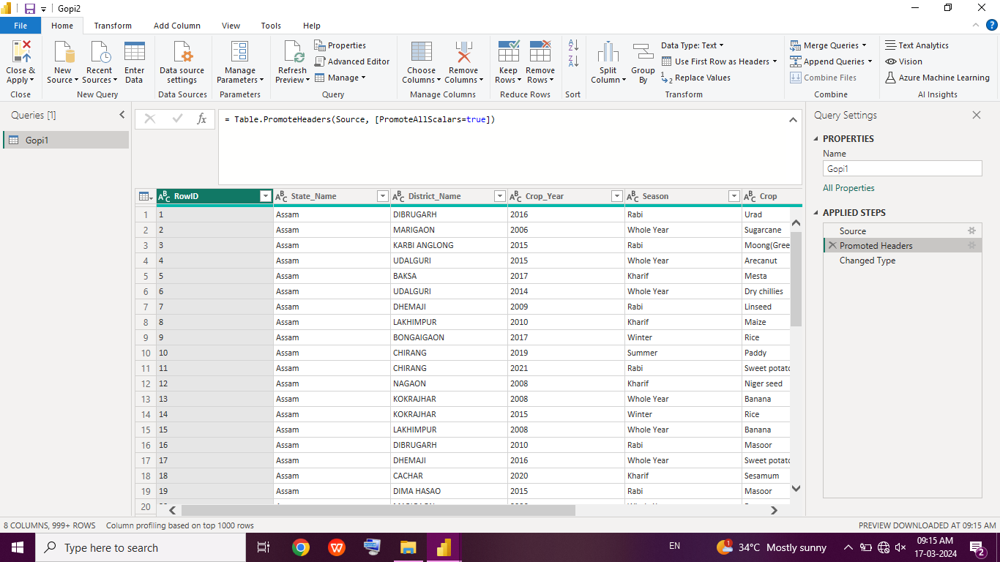 Gopi2
File Home Transform Add Column View Tools Help
Close & Apply
New Source
Recent Sources
Enter Data
Data source settings
Manage Parameters
Refresh Preview
Properties
Advanced Editor
Manage
Choose Columns
Remove Columns
Keep Rows
Remove Rows
Split Column
Group By
Data Type: Text
Use First Row as Headers
Replace Values
Merge Queries
Append Queries
Combine Files
Text Analytics
Vision
Azure Machine Learning
Close New Query Data Sources Parameters Query Manage Columns Reduce Rows Sort Transform Combine AI Insights
Queries [1]
Gopi1
= Table.PromoteHeaders(Source, [PromoteAllScalars=true])
RowID State_Name District_Name Crop_Year Season Crop
1 1 Assam DIBRUGARH 2016 Rabi Urad
2 2 Assam MARIGAON 2006 Whole Year Sugarcane
3 3 Assam KARBI ANGLONG 2015 Rabi Moong(Gree
4 4 Assam UDALGURI 2015 Whole Year Arecanut
5 5 Assam BAKSA 2017 Kharif Mesta
6 6 Assam UDALGURI 2014 Whole Year Dry chillies
7 7 Assam DHEMAJI 2009 Rabi Linseed
8 8 Assam LAKHIMPUR 2010 Kharif Maize
9 9 Assam BONGAIGAON 2017 Winter Rice
10 10 Assam CHIRANG 2019 Summer Paddy
11 11 Assam CHIRANG 2021 Rabi Sweet potato
12 12 Assam NAGAON 2008 Kharif Niger seed
13 13 Assam KOKRAJHAR 2008 Whole Year Banana
14 14 Assam KOKRAJHAR 2015 Winter Rice
15 15 Assam LAKHIMPUR 2008 Whole Year Banana
16 16 Assam DIBRUGARH 2010 Rabi Masoor
17 17 Assam DHEMAJI 2016 Whole Year Sweet potato
18 18 Assam CACHAR 2020 Kharif Sesamum
19 19 Assam DIMA HASAO 2015 Rabi Masoor
20
Query Settings
PROPERTIES
Name
Gopi1
All Properties
APPLIED STEPS
Source
Promoted Headers
Changed Type
8 COLUMNS, 999+ ROWS Column profiling based on top 1000 rows PREVIEW DOWNLOADED AT 09:15 AM
Type here to search
EN
1
34°C Mostly sunny
09:15 AM
17-03-2024
2